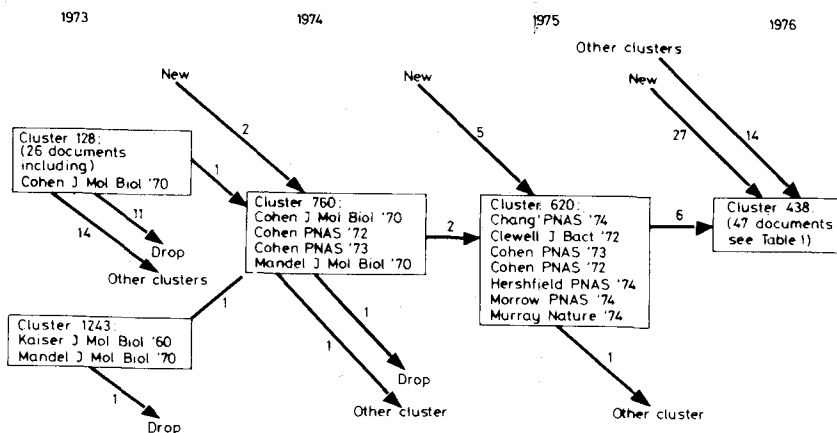 1973
1974
1975
1976
Other clusters
New
New
New
2
5
27
14
Cluster 128:
(26 documents
including)
Cohen J Mol Biol '70
1
11
14
Drop
Other clusters
Cluster 760:
Cohen J Mol Biol '70
Cohen PNAS '72
Cohen PNAS '73
Mandel J Mol Biol '70
2
Cluster 620:
Chang PNAS '74
Clewell J Bact '72
Cohen PNAS '73
Cohen PNAS '72
Hershfield PNAS '74
Morrow PNAS '74
Murray Nature '74
6
Cluster 438.
(47 documents
see Table 1)
1
Cluster 1243:
Kaiser J Mol Biol '60
Mandel J Mol Biol '70
1
Drop
1
1
Drop
Other cluster
1
Other cluster